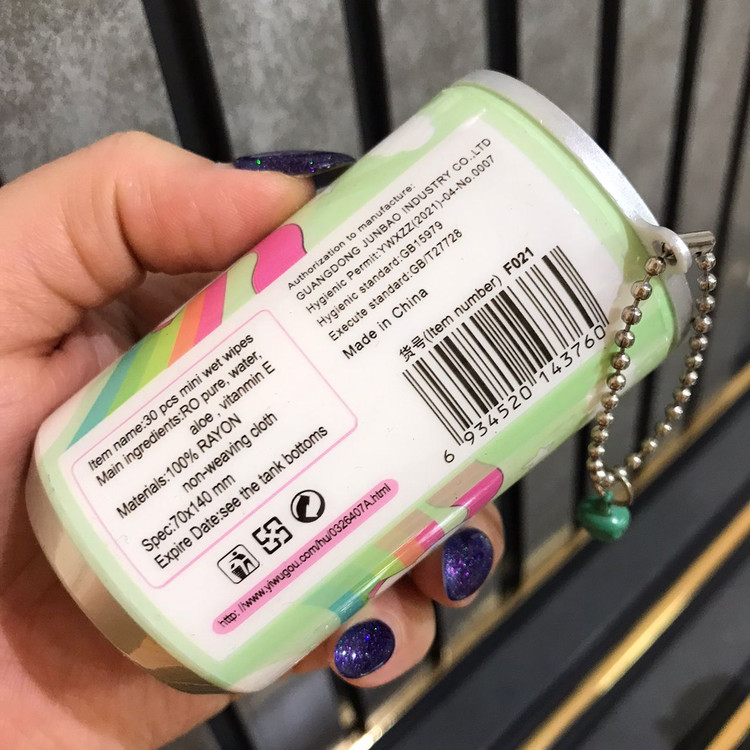 Authorization to manufacture:
GUANGDONG JUNBAO INDUSTRY CO.,LTD
Hygienic Permit:YWXZZ(2021)-04-No.0007
Hygienic standard:GB15979
Execute standard:GB/T27728
Made in China
货号(Item number) F021
6 934520 143760
Item name:30 pcs mini wet wipes
Main ingredients:RO pure, water,
aloe , vitanmin E
Materials:100% RAYON
non-weaving cloth
Spec:70x140 mm
Expire Date:see the tank bottoms
http: //www.yiwugou.com/hu/0326407A.html